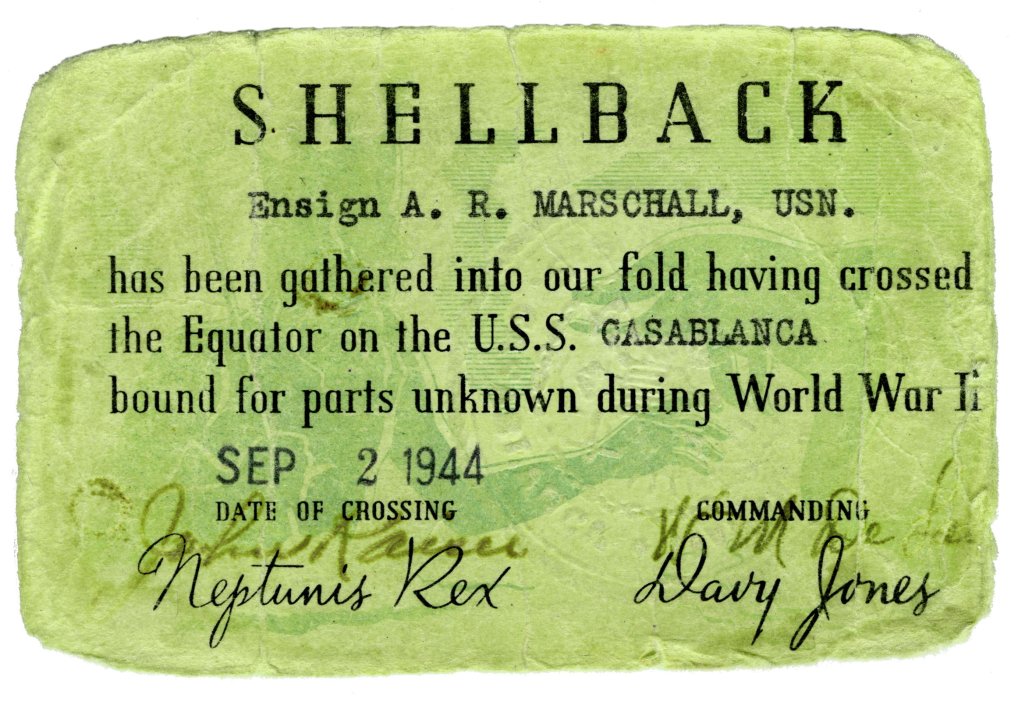 SHELLBACK
Ensign A. R. MARSCHALL, USN.
has been gathered into our fold having crossed
the Equator on the U.S.S. CASABLANCA
bound for parts unknown during World War II
SEP 2 1944
DATE OF CROSSING COMMANDING
Neptunis Rex Davy Jones